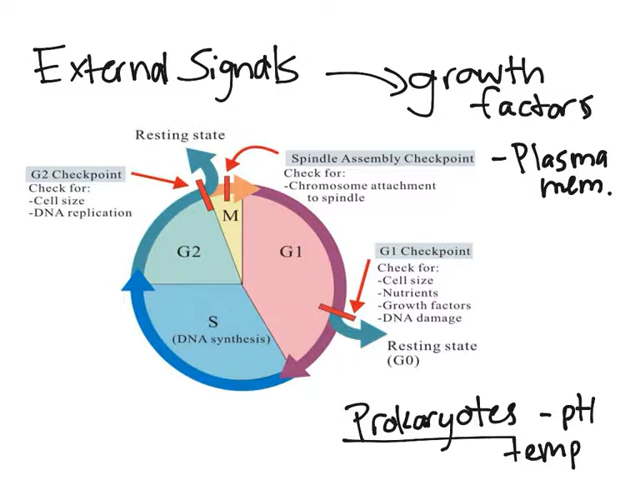 External Signals
growth
factors
- Plasma
mem.
Resting state
Spindle Assembly Checkpoint
Check for:
-Chromosome attachment
to spindle
G2 Checkpoint
Check for:
-Cell size
-DNA replication
M
G2
G1
S
(DNA synthesis)
G1 Checkpoint
Check for:
-Cell size
-Nutrients
-Growth factors
-DNA damage
Resting state
(G0)
Prokaryotes - pH
temp